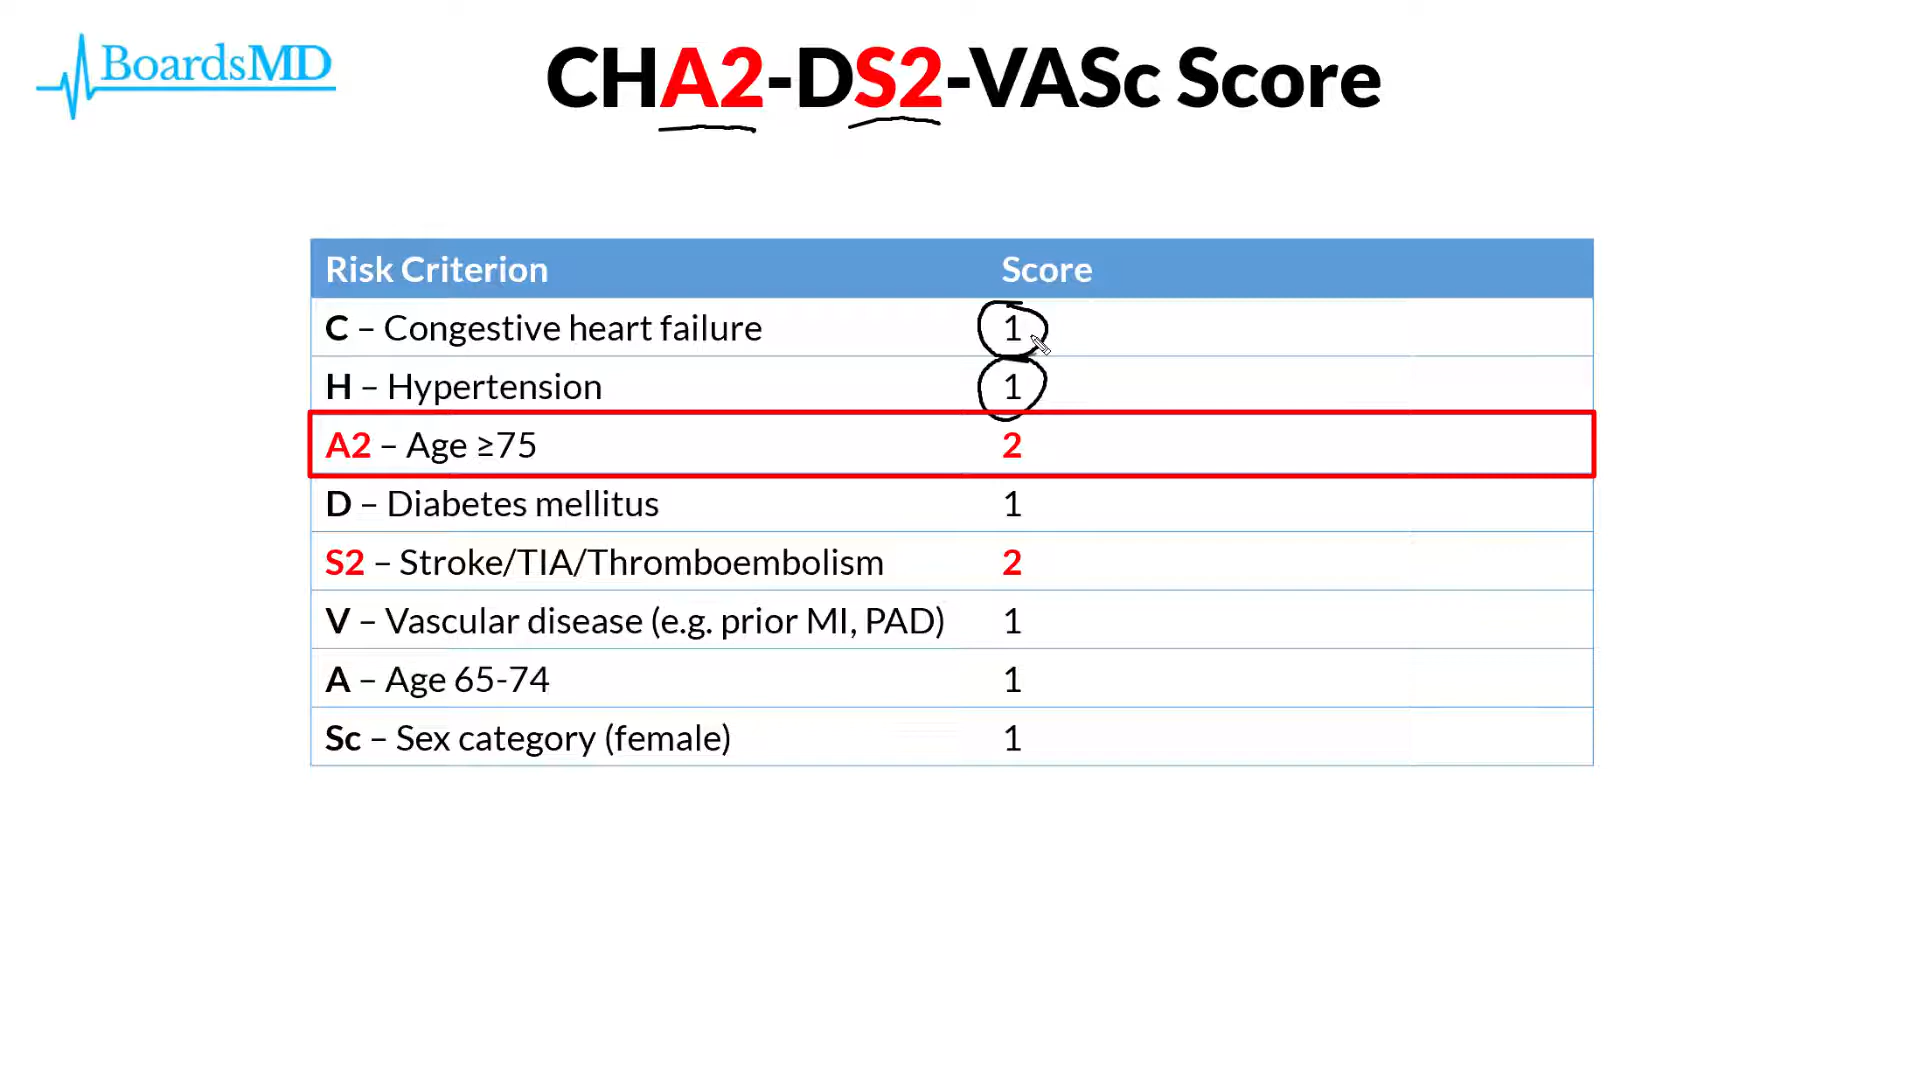 BoardsMD
CHA2-DS2-VASc Score
Risk Criterion Score
C – Congestive heart failure 1
H – Hypertension 1
A2 – Age ≥75 2
D – Diabetes mellitus 1
S2 – Stroke/TIA/Thromboembolism 2
V – Vascular disease (e.g. prior MI, PAD) 1
A – Age 65-74 1
Sc – Sex category (female) 1